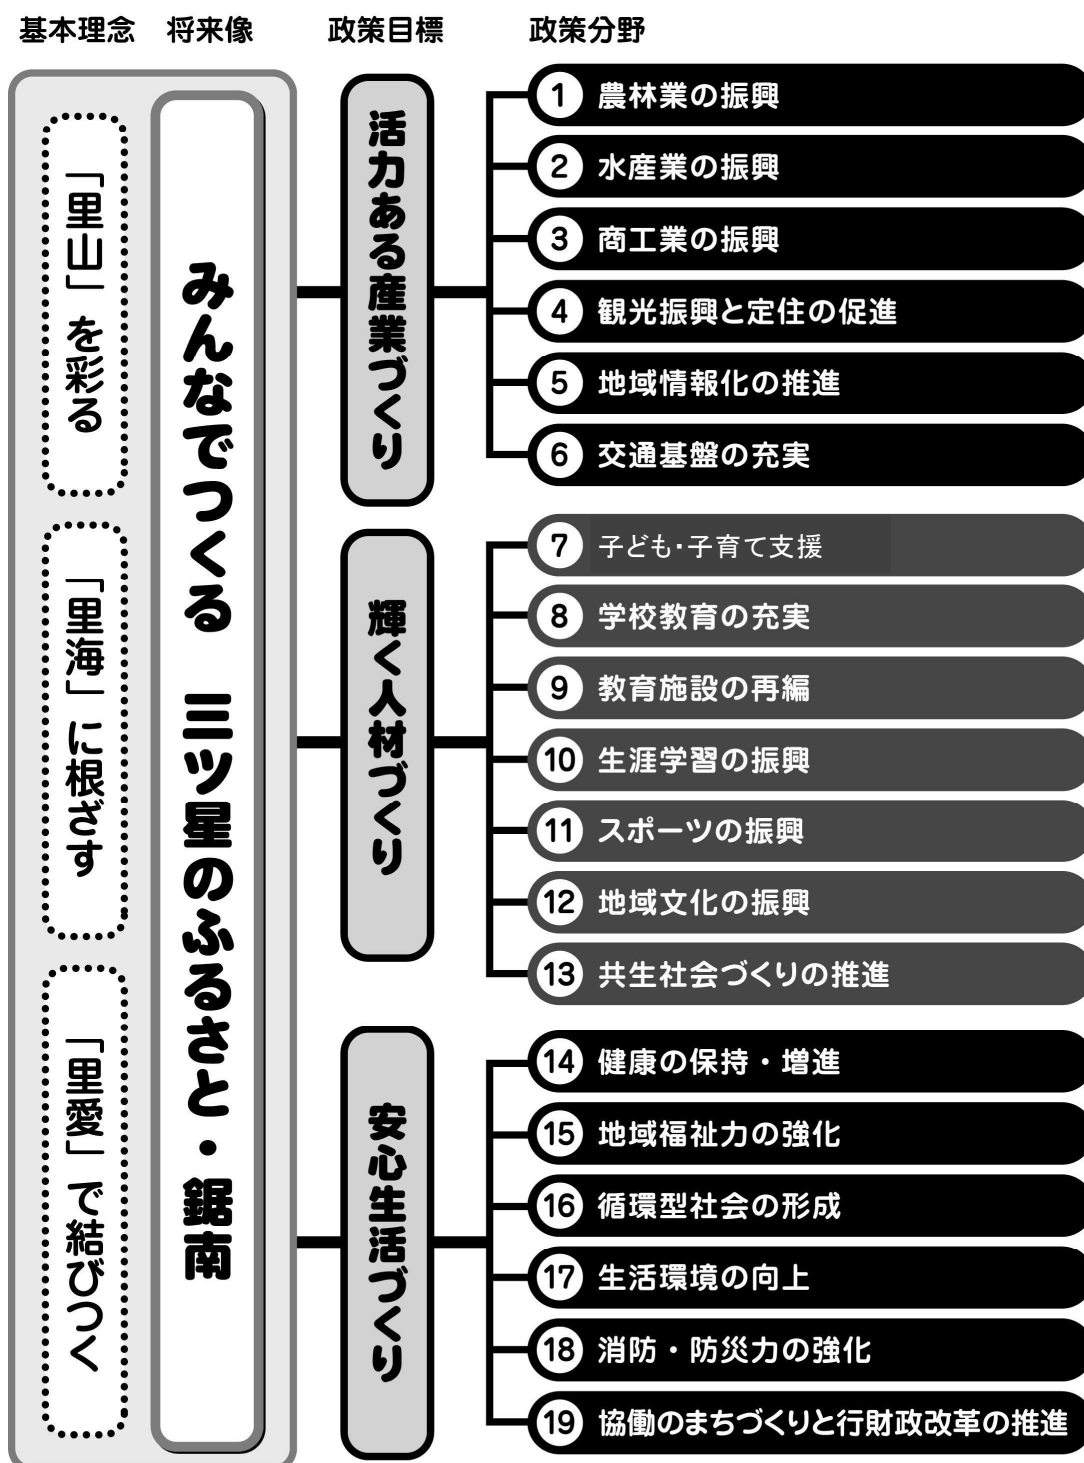 基本理念 将来像 政策目標 政策分野
「里山」を彩る
「里海」に根ざす
「里愛」で結びつく
みんなでつくる 三ツ星のふるさと・鋸南
活力ある産業づくり
1 農林業の振興
2 水産業の振興
3 商工業の振興
4 観光振興と定住の促進
5 地域情報化の推進
6 交通基盤の充実
輝く人材づくり
7 子ども・子育て支援
8 学校教育の充実
9 教育施設の再編
10 生涯学習の振興
11 スポーツの振興
12 地域文化の振興
13 共生社会づくりの推進
安心生活づくり
14 健康の保持・増進
15 地域福祉力の強化
16 循環型社会の形成
17 生活環境の向上
18 消防・防災力の強化
19 協働のまちづくりと行財政改革の推進